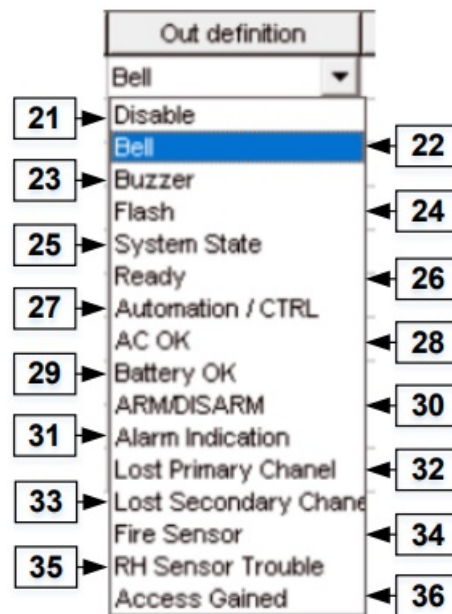 Out definition
Bell
21 Disable
Bell 22
23 Buzzer
Flash 24
25 System State
Ready 26
27 Automation / CTRL
AC OK 28
29 Battery OK
ARM/DISARM 30
31 Alarm Indication
Lost Primary Chanel 32
33 Lost Secondary Chane
Fire Sensor 34
35 RH Sensor Trouble
Access Gained 36